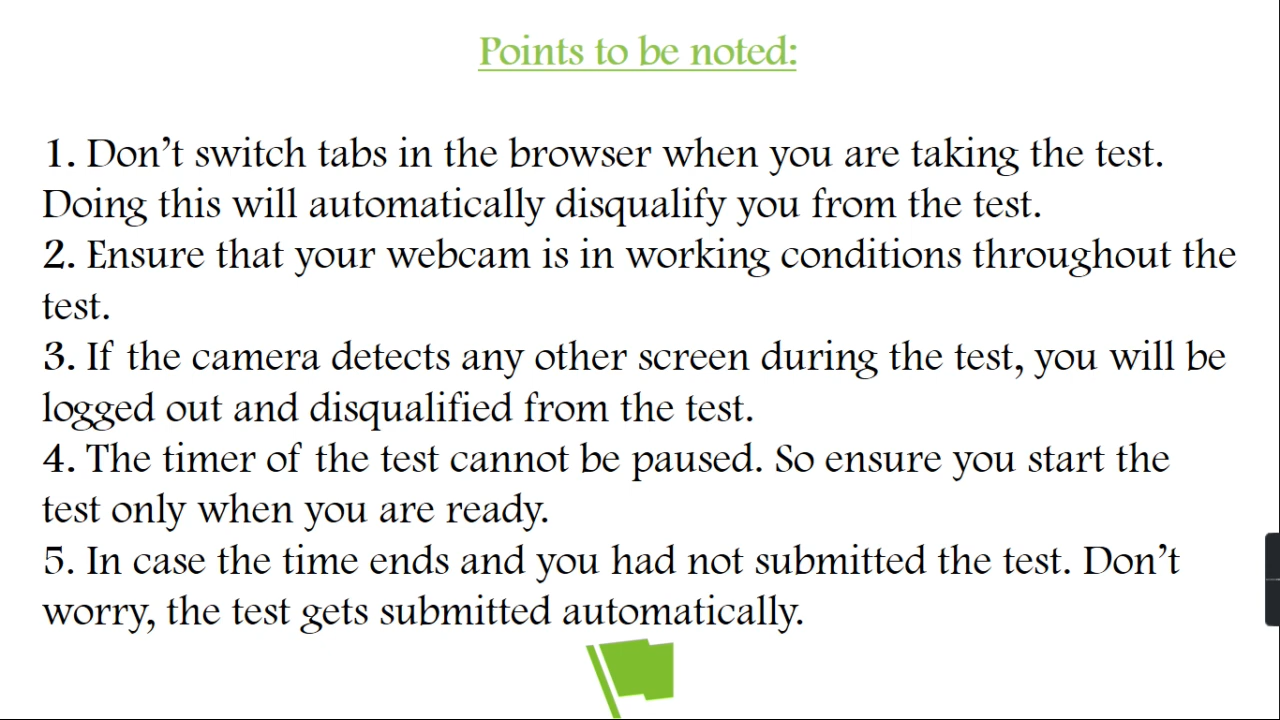 Points to be noted:
1. Don’t switch tabs in the browser when you are taking the test.
Doing this will automatically disqualify you from the test.
2. Ensure that your webcam is in working conditions throughout the
test.
3. If the camera detects any other screen during the test, you will be
logged out and disqualified from the test.
4. The timer of the test cannot be paused. So ensure you start the
test only when you are ready.
5. In case the time ends and you had not submitted the test. Don’t
worry, the test gets submitted automatically.